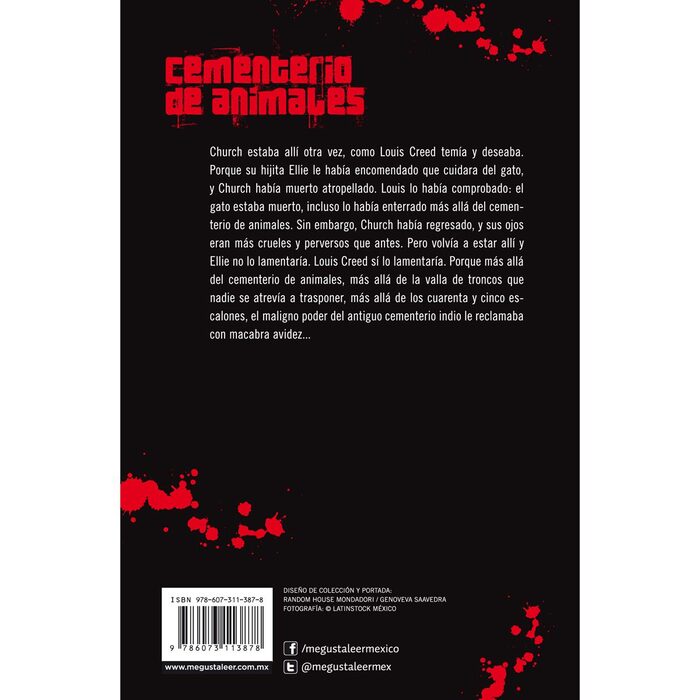 cementerio
de animales
Church estaba allí otra vez, como Louis Creed temía y deseaba.
Porque su hijita Ellie le había encomendado que cuidara del gato,
y Church había muerto atropellado. Louis lo había comprobado: el
gato estaba muerto, incluso lo había enterrado más allá del cemen-
terio de animales. Sin embargo, Church había regresado, y sus ojos
eran más crueles y perversos que antes. Pero volvía a estar allí y
Ellie no lo lamentaría. Louis Creed sí lo lamentaría. Porque más allá
del cementerio de animales, más allá de la valla de troncos que
nadie se atrevía a trasponer, más allá de los cuarenta y cinco es-
calones, el maligno poder del antiguo cementerio indio le reclamaba
con macabra avidez...
ISBN 978-607-311-387-8
9 786073 113878
www.megustaleer.com.mx
DISEÑO DE COLECCIÓN Y PORTADA:
RANDOM HOUSE MONDADORI / GENOVEVA SAAVEDRA
FOTOGRAFÍA: © LATINSTOCK MÉXICO
f /megustaleermexico
@megustaleermex